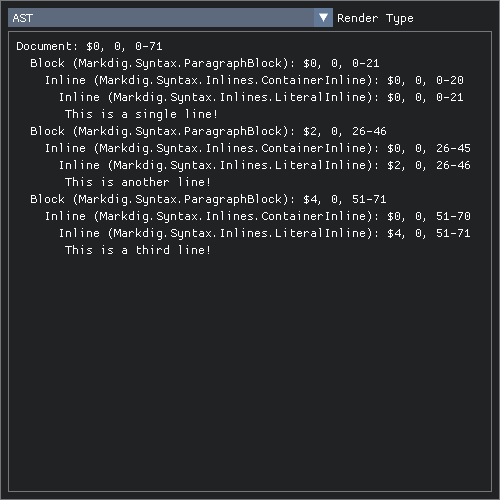 AST ▼ Render Type
Document: $0, 0, 0-71
Block (Markdig.Syntax.ParagraphBlock): $0, 0, 0-21
Inline (Markdig.Syntax.Inlines.ContainerInline): $0, 0, 0-20
Inline (Markdig.Syntax.Inlines.LiteralInline): $0, 0, 0-21
This is a single line!
Block (Markdig.Syntax.ParagraphBlock): $2, 0, 26-46
Inline (Markdig.Syntax.Inlines.ContainerInline): $0, 0, 26-45
Inline (Markdig.Syntax.Inlines.LiteralInline): $2, 0, 26-46
This is another line!
Block (Markdig.Syntax.ParagraphBlock): $4, 0, 51-71
Inline (Markdig.Syntax.Inlines.ContainerInline): $0, 0, 51-70
Inline (Markdig.Syntax.Inlines.LiteralInline): $4, 0, 51-71
This is a third line!